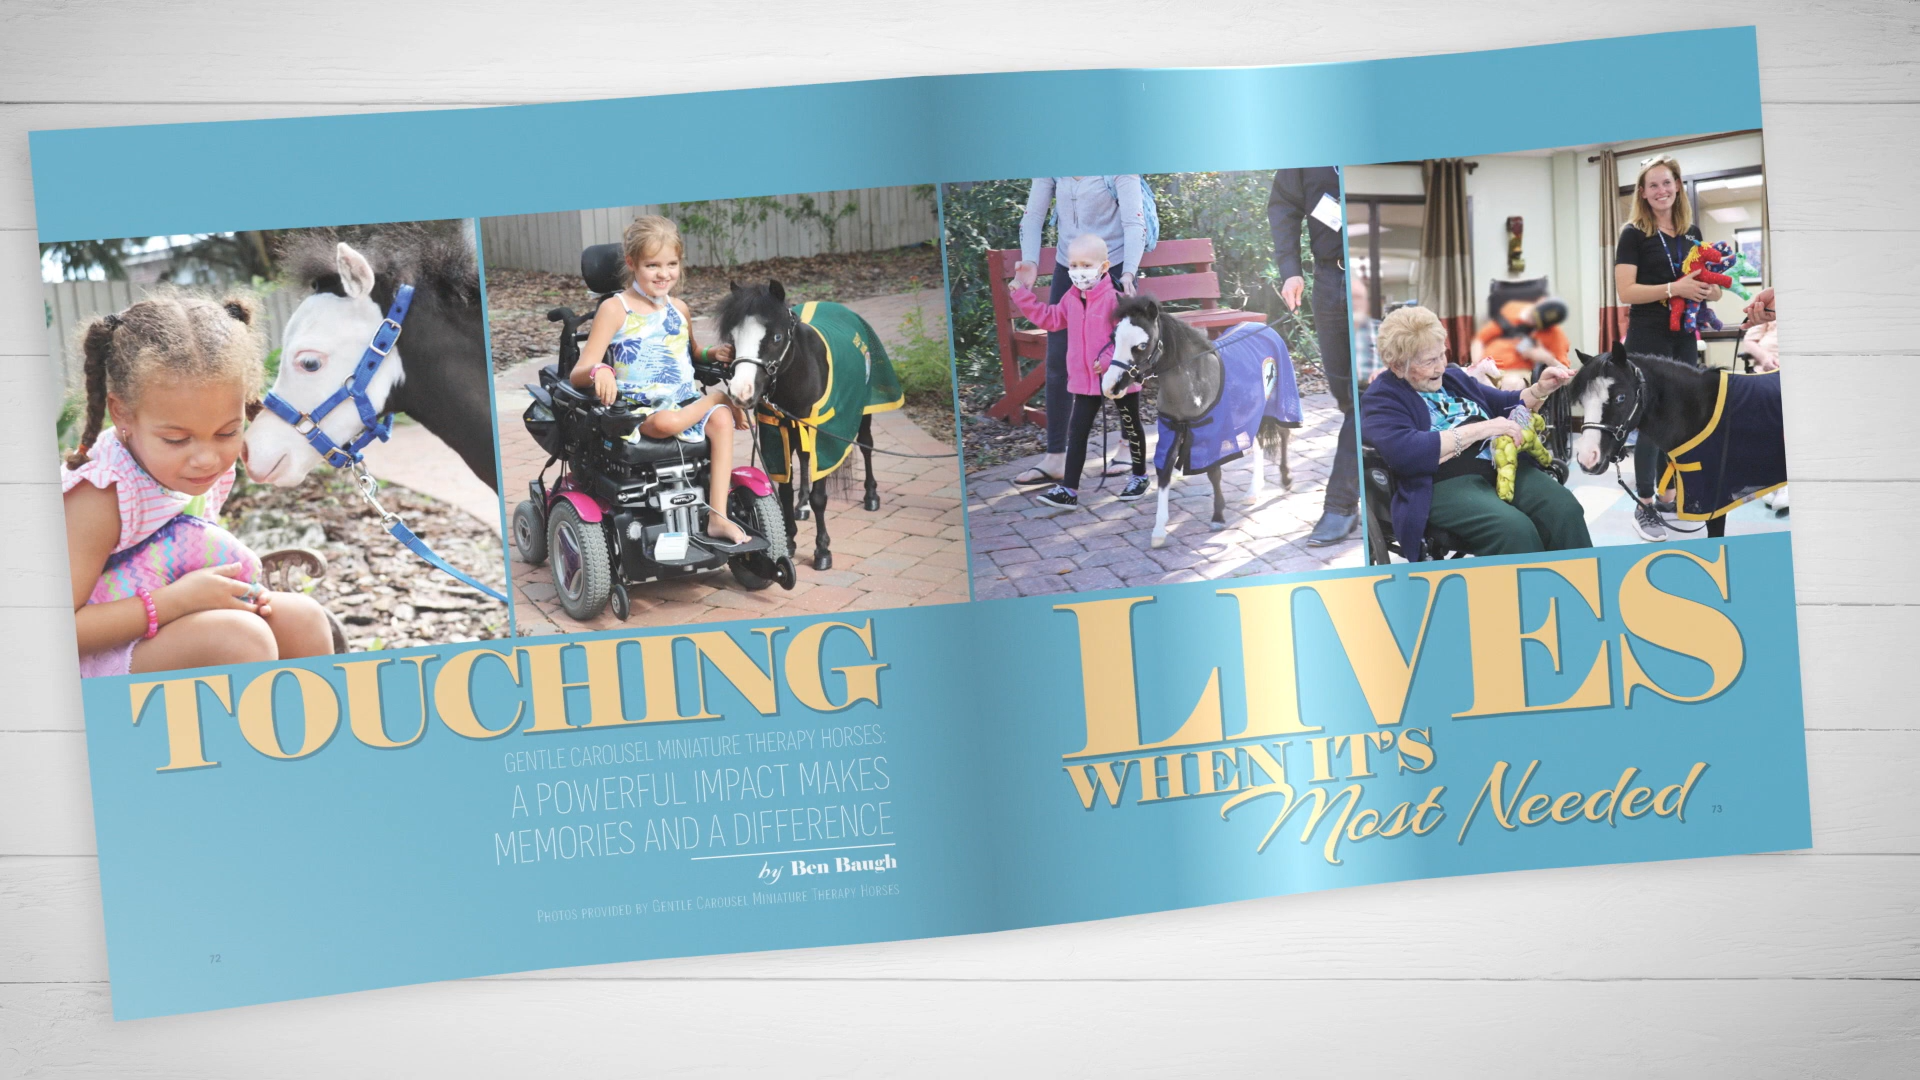 TOUCHING
GENTLE CAROUSEL MINIATURE THERAPY HORSES:
A POWERFUL IMPACT MAKES
MEMORIES AND A DIFFERENCE
by Ben Baugh
PHOTOS PROVIDED BY GENTLE CAROUSEL MINIATURE THERAPY HORSES
72
LIVES
WHEN IT'S
Most Needed
73